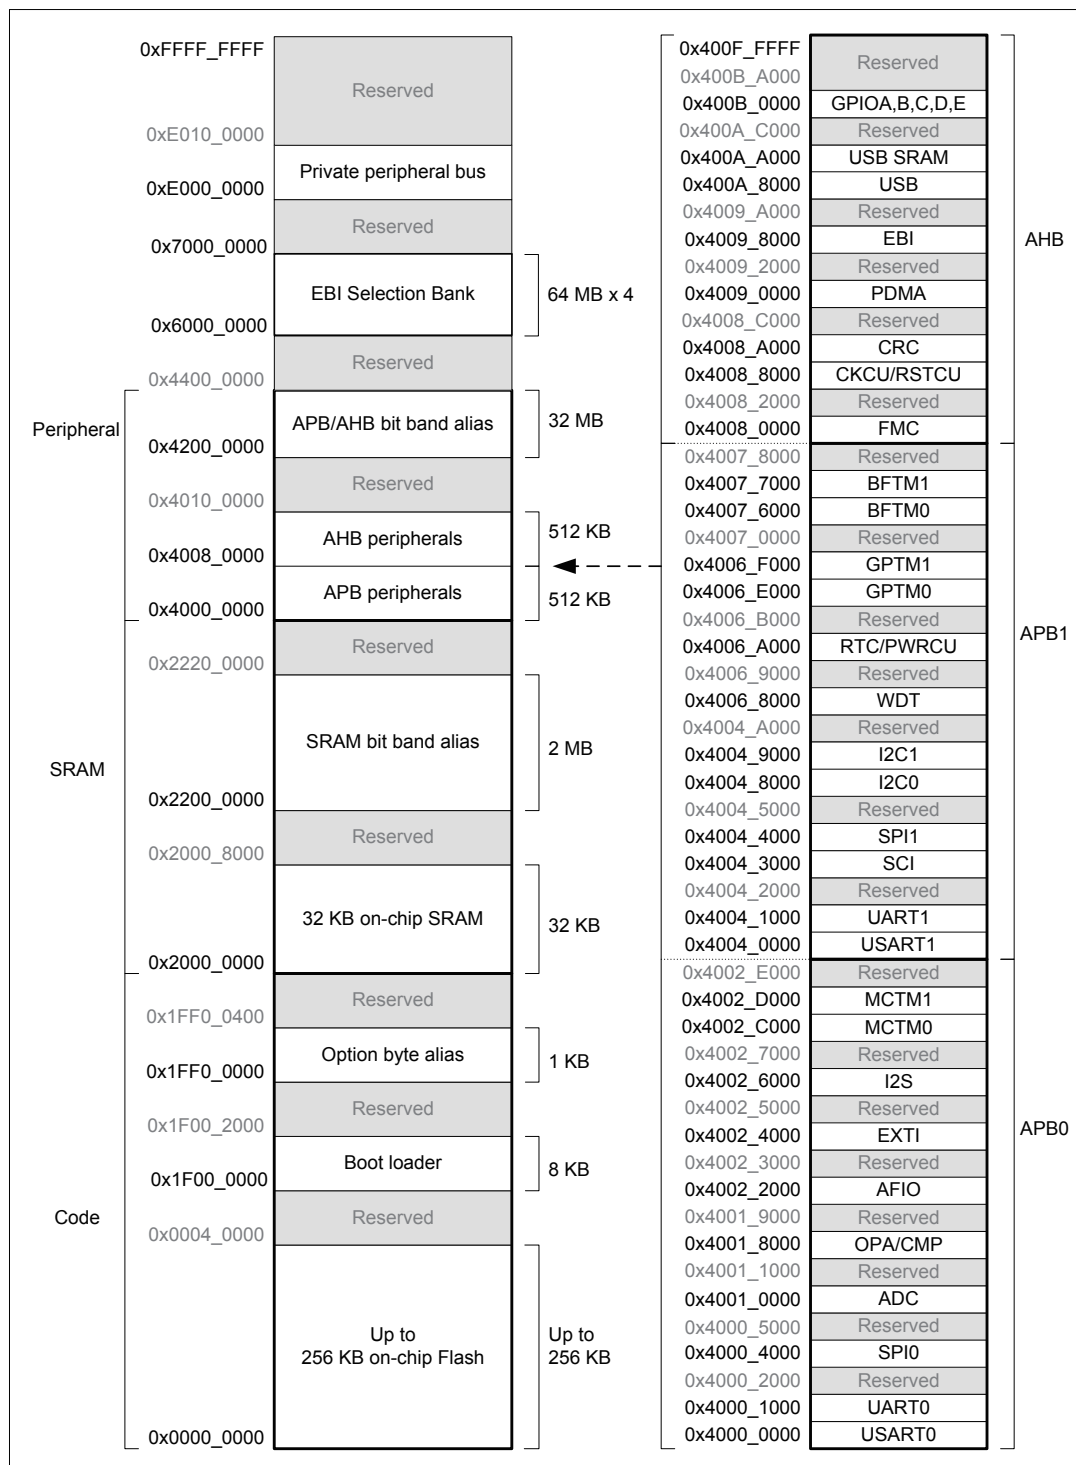 0xFFFF_FFFF
Reserved
0xE010_0000
Private peripheral bus
0xE000_0000
Reserved
0x7000_0000
EBI Selection Bank
64 MB x 4
0x6000_0000
Reserved
0x4400_0000
Peripheral
APB/AHB bit band alias
32 MB
0x4200_0000
Reserved
0x4010_0000
AHB peripherals
512 KB
0x4008_0000
APB peripherals
512 KB
0x4000_0000
Reserved
0x2220_0000
SRAM bit band alias
2 MB
SRAM
0x2200_0000
Reserved
0x2000_8000
32 KB on-chip SRAM
32 KB
0x2000_0000
Reserved
0x1FF0_0400
Option byte alias
1 KB
0x1FF0_0000
Reserved
0x1F00_2000
Boot loader
8 KB
0x1F00_0000
Code
Reserved
0x0004_0000
Up to
256 KB on-chip Flash
Up to
256 KB
0x0000_0000
0x400F_FFFF
Reserved
0x400B_A000
0x400B_0000 GPIOA,B,C,D,E
0x400A_C000 Reserved
0x400A_A000 USB SRAM
0x400A_8000 USB
0x4009_A000 Reserved
0x4009_8000 EBI
AHB
0x4009_2000 Reserved
0x4009_0000 PDMA
0x4008_C000 Reserved
0x4008_A000 CRC
0x4008_8000 CKCU/RSTCU
0x4008_2000 Reserved
0x4008_0000 FMC
0x4007_8000 Reserved
0x4007_7000 BFTM1
0x4007_6000 BFTM0
0x4007_0000 Reserved
0x4006_F000 GPTM1
0x4006_E000 GPTM0
0x4006_B000 Reserved
APB1
0x4006_A000 RTC/PWRCU
0x4006_9000 Reserved
0x4006_8000 WDT
0x4004_A000 Reserved
0x4004_9000 I2C1
0x4004_8000 I2C0
0x4004_5000 Reserved
0x4004_4000 SPI1
0x4004_3000 SCI
0x4004_2000 Reserved
0x4004_1000 UART1
0x4004_0000 USART1
0x4002_E000 Reserved
0x4002_D000 MCTM1
0x4002_C000 MCTM0
0x4002_7000 Reserved
0x4002_6000 I2S
0x4002_5000 Reserved
0x4002_4000 EXTI
APB0
0x4002_3000 Reserved
0x4002_2000 AFIO
0x4001_9000 Reserved
0x4001_8000 OPA/CMP
0x4001_1000 Reserved
0x4001_0000 ADC
0x4000_5000 Reserved
0x4000_4000 SPI0
0x4000_2000 Reserved
0x4000_1000 UART0
0x4000_0000 USART0